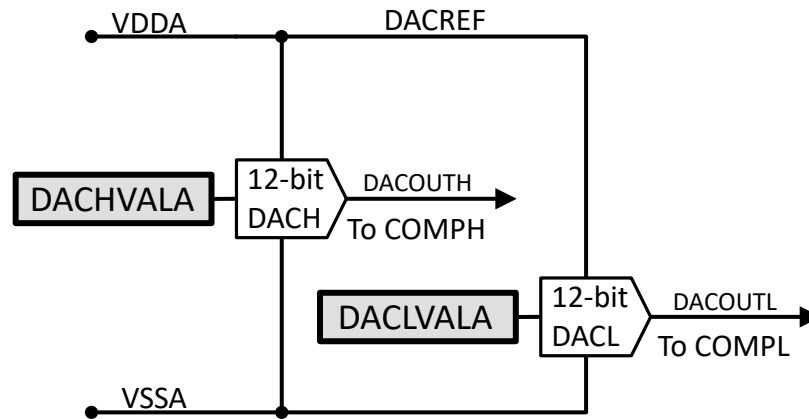 VDDA
DACREF
DACHVALA
12-bit
DACH
DACOUTH
To COMPH
DACLVALA
12-bit
DACL
DACOUTL
To COMPL
VSSA